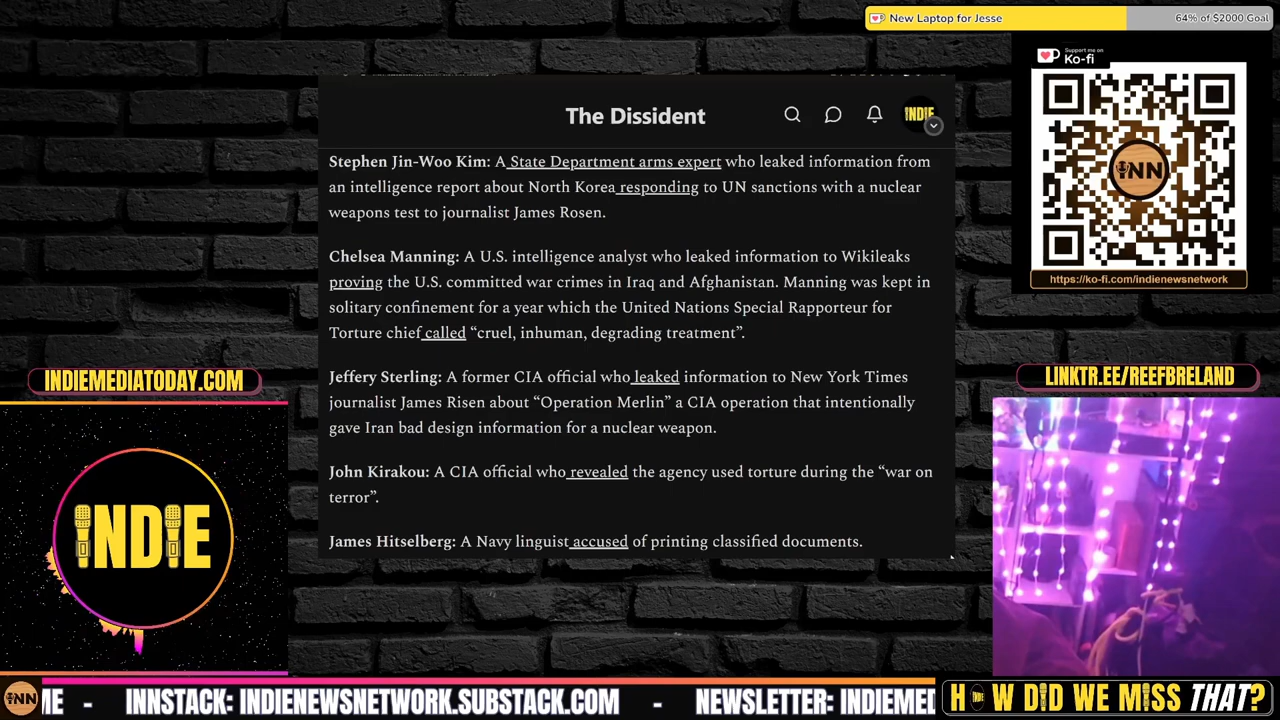 New Laptop for Jesse
64% of $2000 Goal
Support me on
Ko-fi
INN
https://ko-fi.com/indienewsnetwork
The Dissident
INDIE
Stephen Jin-Woo Kim: A State Department arms expert who leaked information from
an intelligence report about North Korea responding to UN sanctions with a nuclear
weapons test to journalist James Rosen.
Chelsea Manning: A U.S. intelligence analyst who leaked information to Wikileaks
proving the U.S. committed war crimes in Iraq and Afghanistan. Manning was kept in
solitary confinement for a year which the United Nations Special Rapporteur for
Torture chief called “cruel, inhuman, degrading treatment”.
Jeffery Sterling: A former CIA official who leaked information to New York Times
journalist James Risen about “Operation Merlin” a CIA operation that intentionally
gave Iran bad design information for a nuclear weapon.
John Kirakou: A CIA official who revealed the agency used torture during the “war on
terror”.
James Hitselberg: A Navy linguist accused of printing classified documents.
INDIEMEDIATODAY.COM
INDIE
LINKTR.EE/REEFBRELAND
INN
ME - INNSTACK: INDIENEWSNETWORK.SUBSTACK.COM - NEWSLETTER: INDIEMED
HOW DID WE MISS THAT?